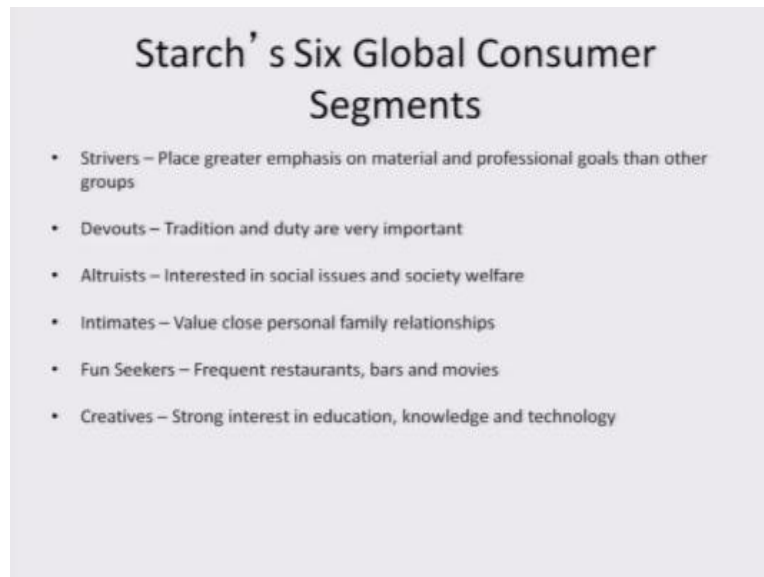 Starch's Six Global Consumer
Segments
• Strivers – Place greater emphasis on material and professional goals than other
groups
• Devouts – Tradition and duty are very important
• Altruists – Interested in social issues and society welfare
• Intimates – Value close personal family relationships
• Fun Seekers – Frequent restaurants, bars and movies
• Creatives – Strong interest in education, knowledge and technology